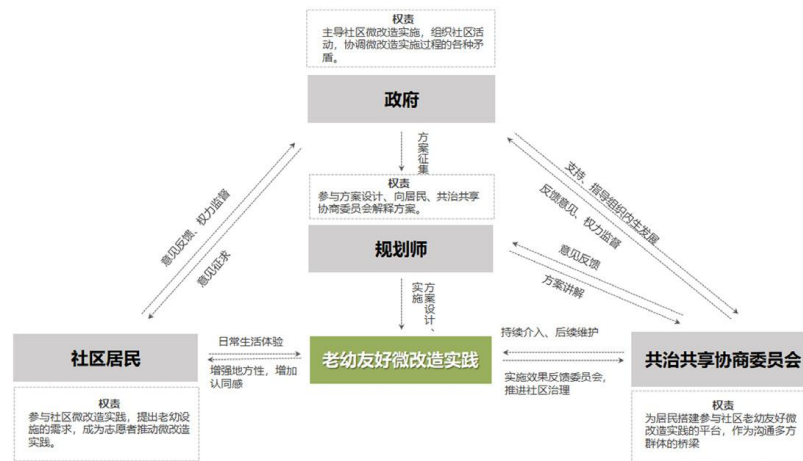 权责
主导社区微改造实施，组织社区活
动，协调微改造实施过程的各种矛
盾。
政府
方案征集
支持、指导组织内生发展
反馈意见、权力监督
意见反馈、权力监督
意见征求
权责
参与方案设计、向居民、共治共享
协商委员会解释方案。
规划师
意见反馈
方案讲解
方案设计、
实施
社区居民
日常生活体验
增强地方性，增加
认同感
老幼友好微改造实践
持续介入、后续维护
实施效果反馈委员会，
推进社区治理
共治共享协商委员会
权责
参与社区微改造实践，提出老幼设
施的需求，成为志愿者推动微改造
实践。
权责
为居民搭建参与社区老幼友好微
改造实践的平台，作为沟通多方
群体的桥梁